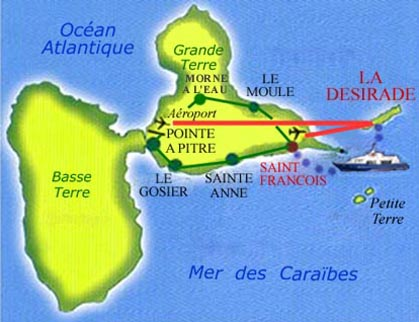 Océan
Atlantique
Grande
Terre
MORNE
A L'EAU
LE
MOULE
LA
DESIRADE
Aéroport
POINTE
A PITRE
Basse
Terre
LE
GOSIER
SAINTE
ANNE
SAINT
FRANCOIS
Petite
Terre
Mer des Caraïbes